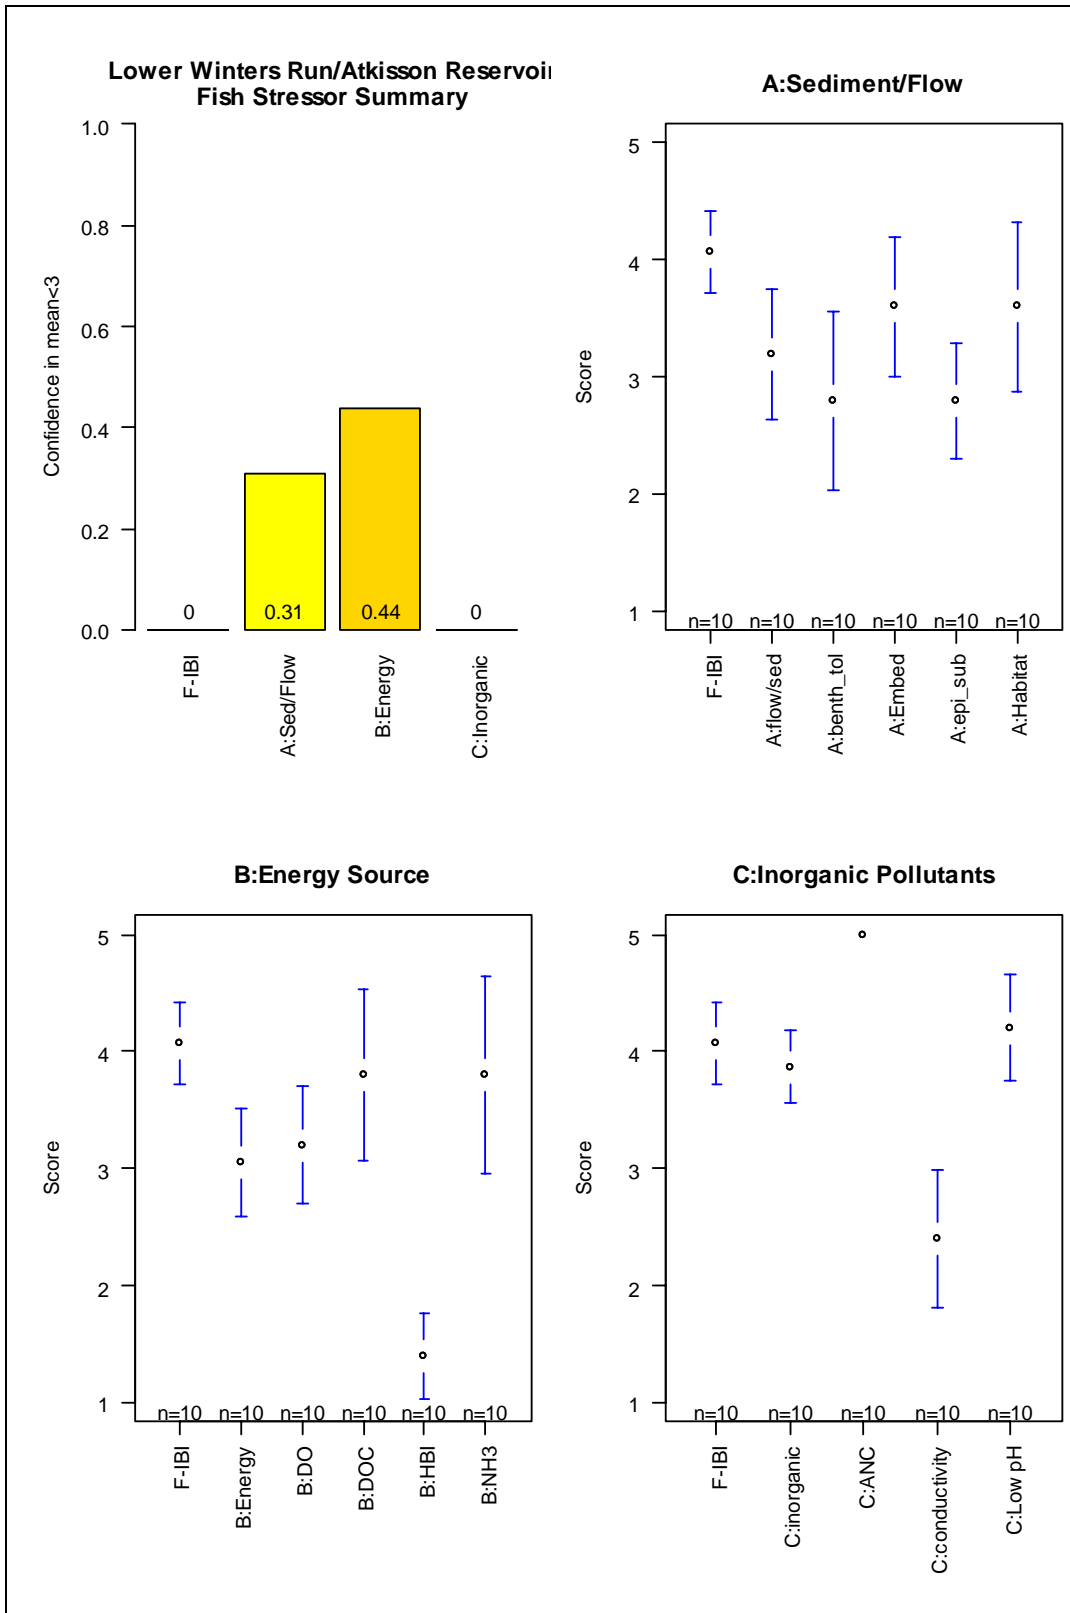 Lower Winters Run/Atkisson Reservoir
Fish Stressor Summary
Confidence in mean<3
1.0
0.8
0.6
0.4
0.2
0.0
0
0.31
0.44
0
F-IBI
A:Sed/Flow
B:Energy
C:Inorganic
A:Sediment/Flow
Score
5
4
3
2
1
n=10 n=10 n=10 n=10 n=10 n=10
F-IBI
A:flow/sed
A:benth_tol
A:Embed
A:epi_sub
A:Habitat
B:Energy Source
Score
5
4
3
2
1
n=10 n=10 n=10 n=10 n=10 n=10
F-IBI
B:Energy
B:DO
B:DOC
B:HBI
B:NH3
C:Inorganic Pollutants
Score
5
4
3
2
1
n=10 n=10 n=10 n=10 n=10
F-IBI
C:inorganic
C:ANC
C:conductivity
C:Low pH